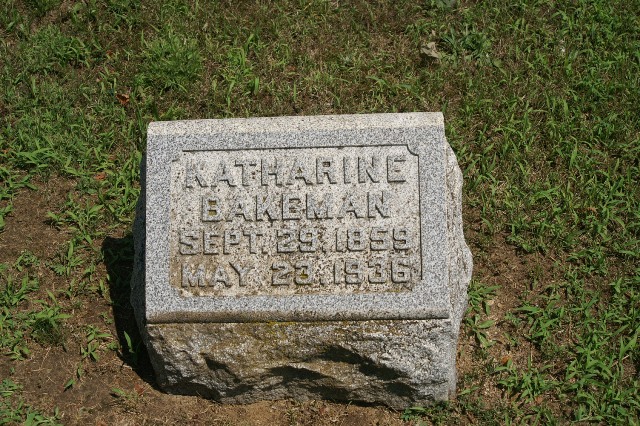 KATHARINE
BAKEMAN
SEPT. 29. 1859
MAY. 23. 1936